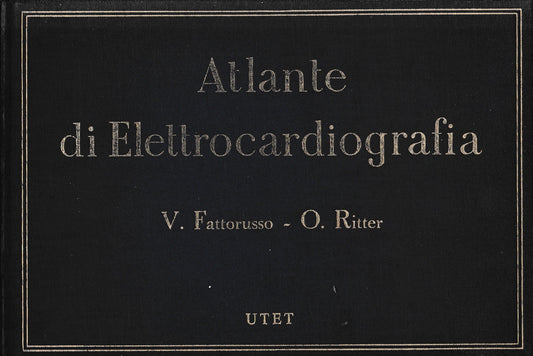 Atlante
di Elettrocardiografia
V. Fattorusso - O. Ritter
UTET